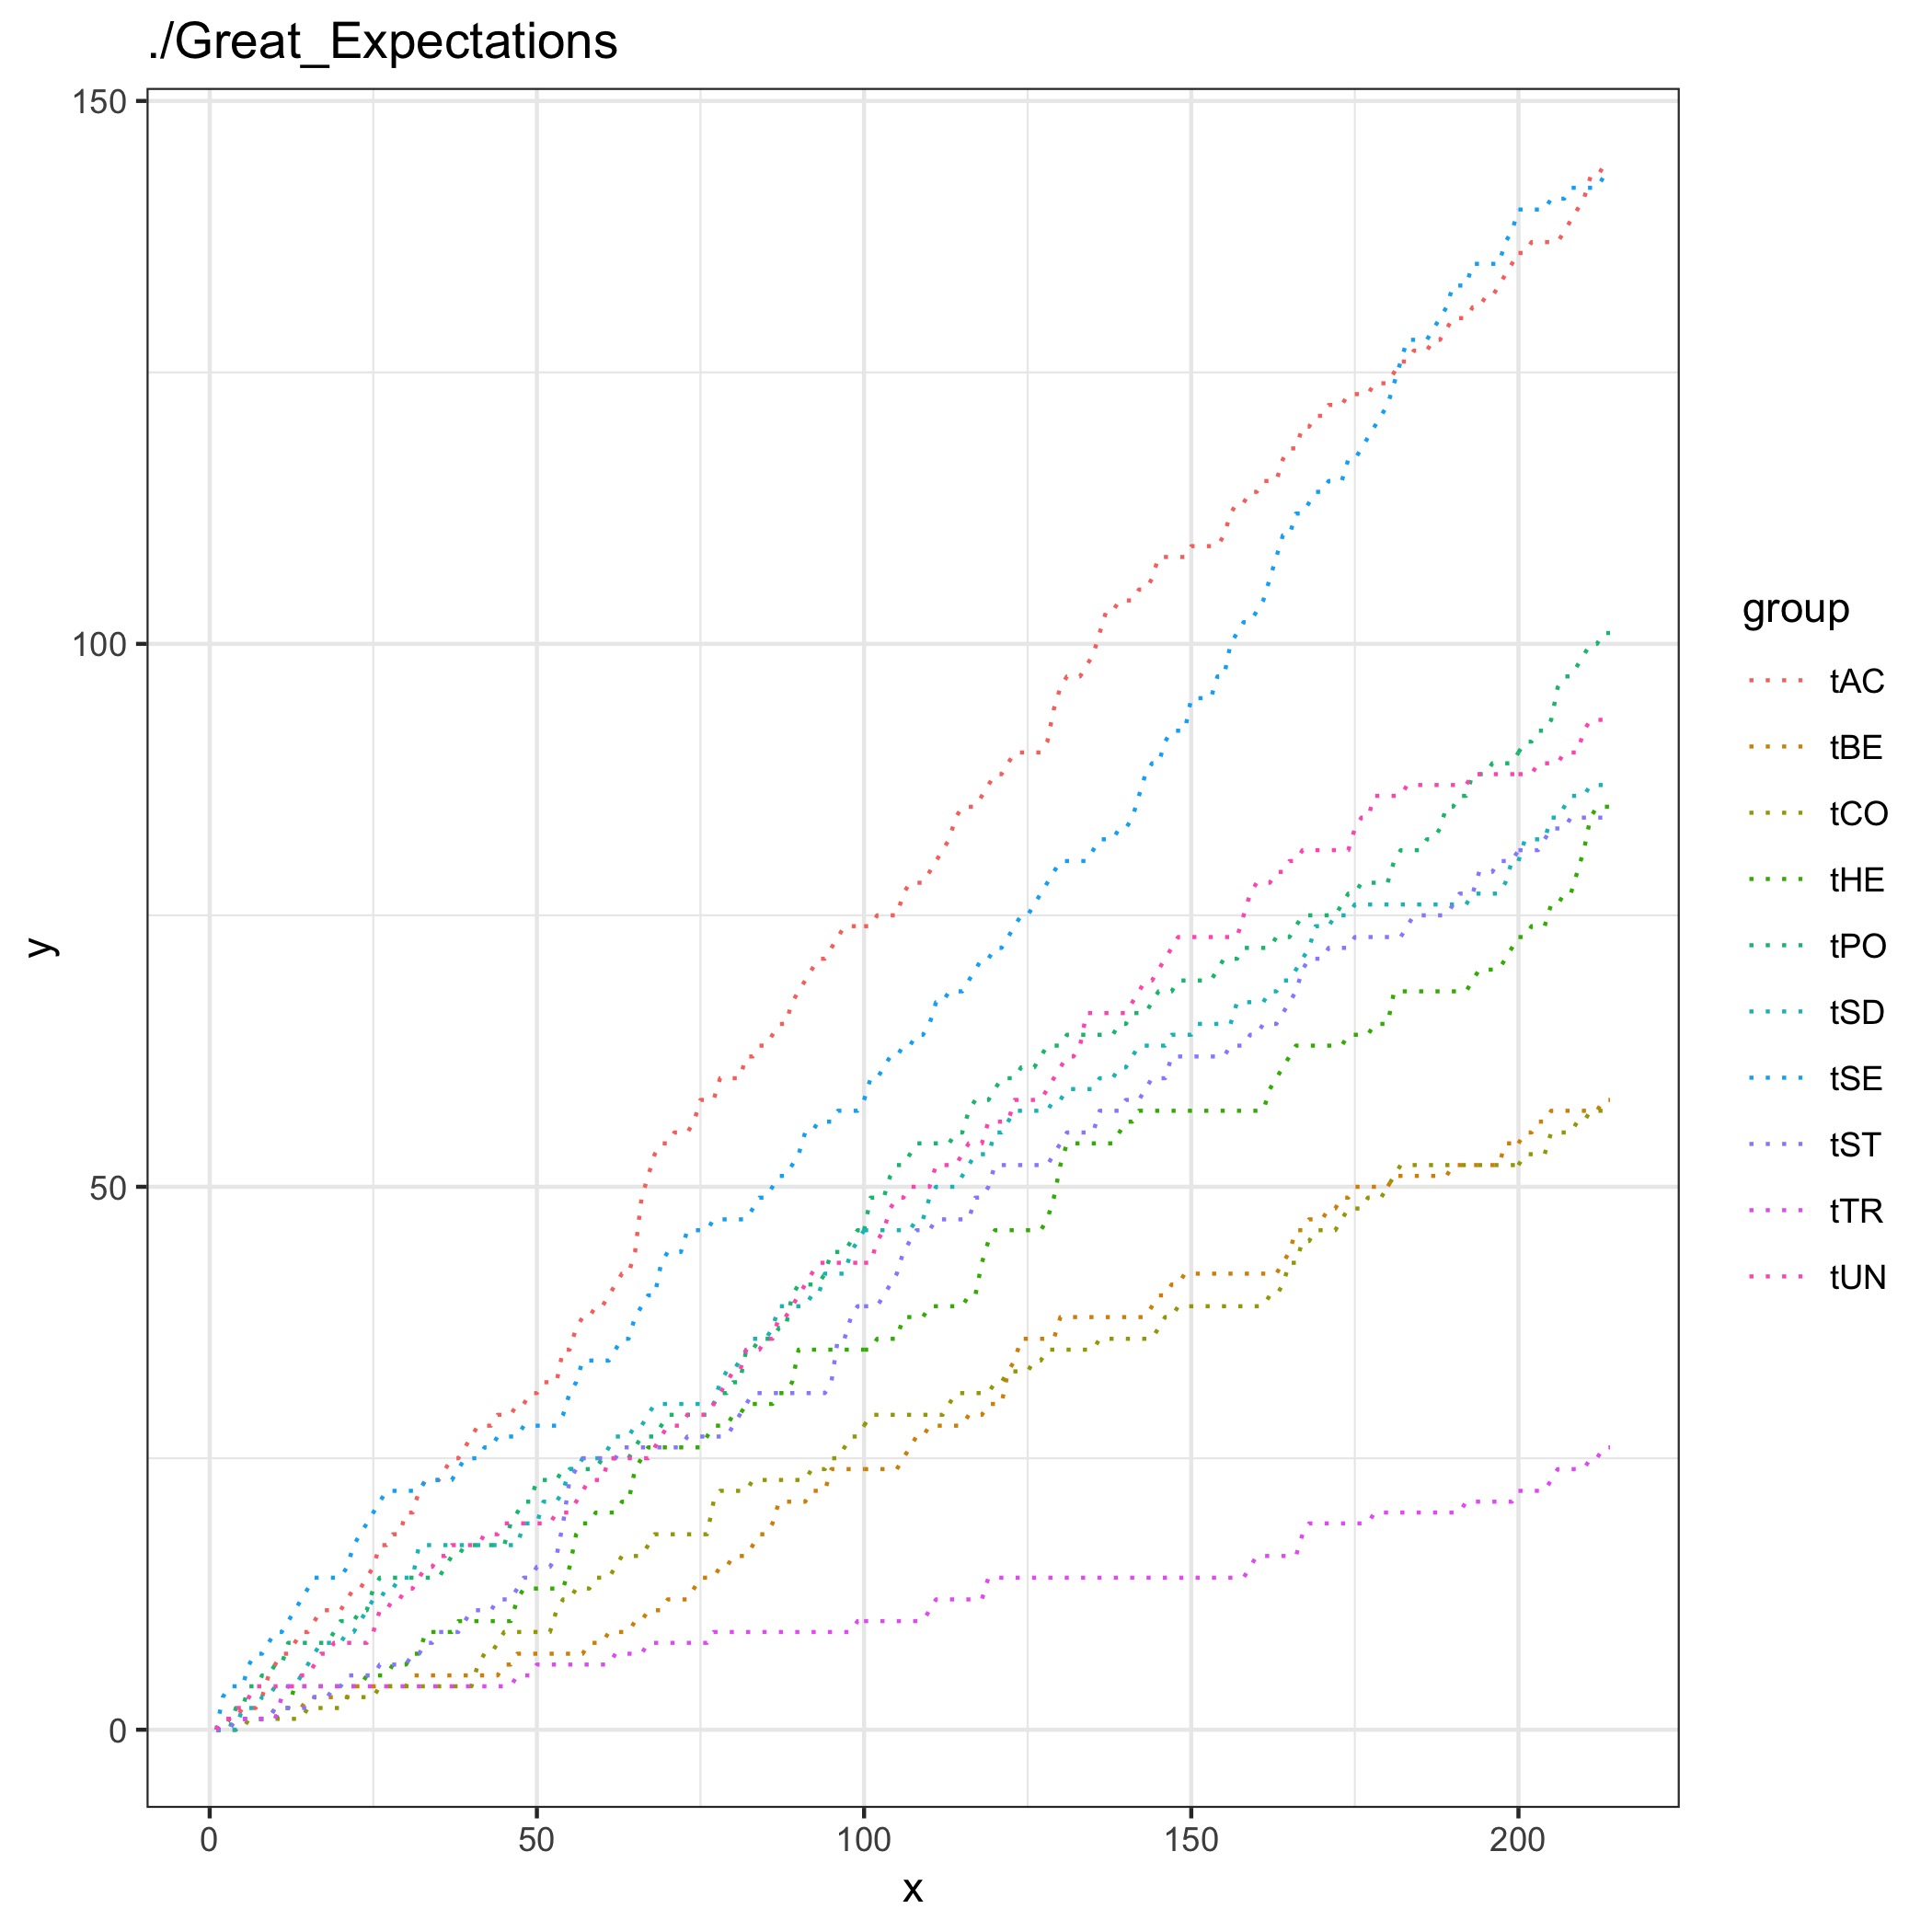 ./Great_Expectations
150
100
50
0
y
0 50 100 150 200
x
group
tAC
tBE
tCO
tHE
tPO
tSD
tSE
tST
tTR
tUN